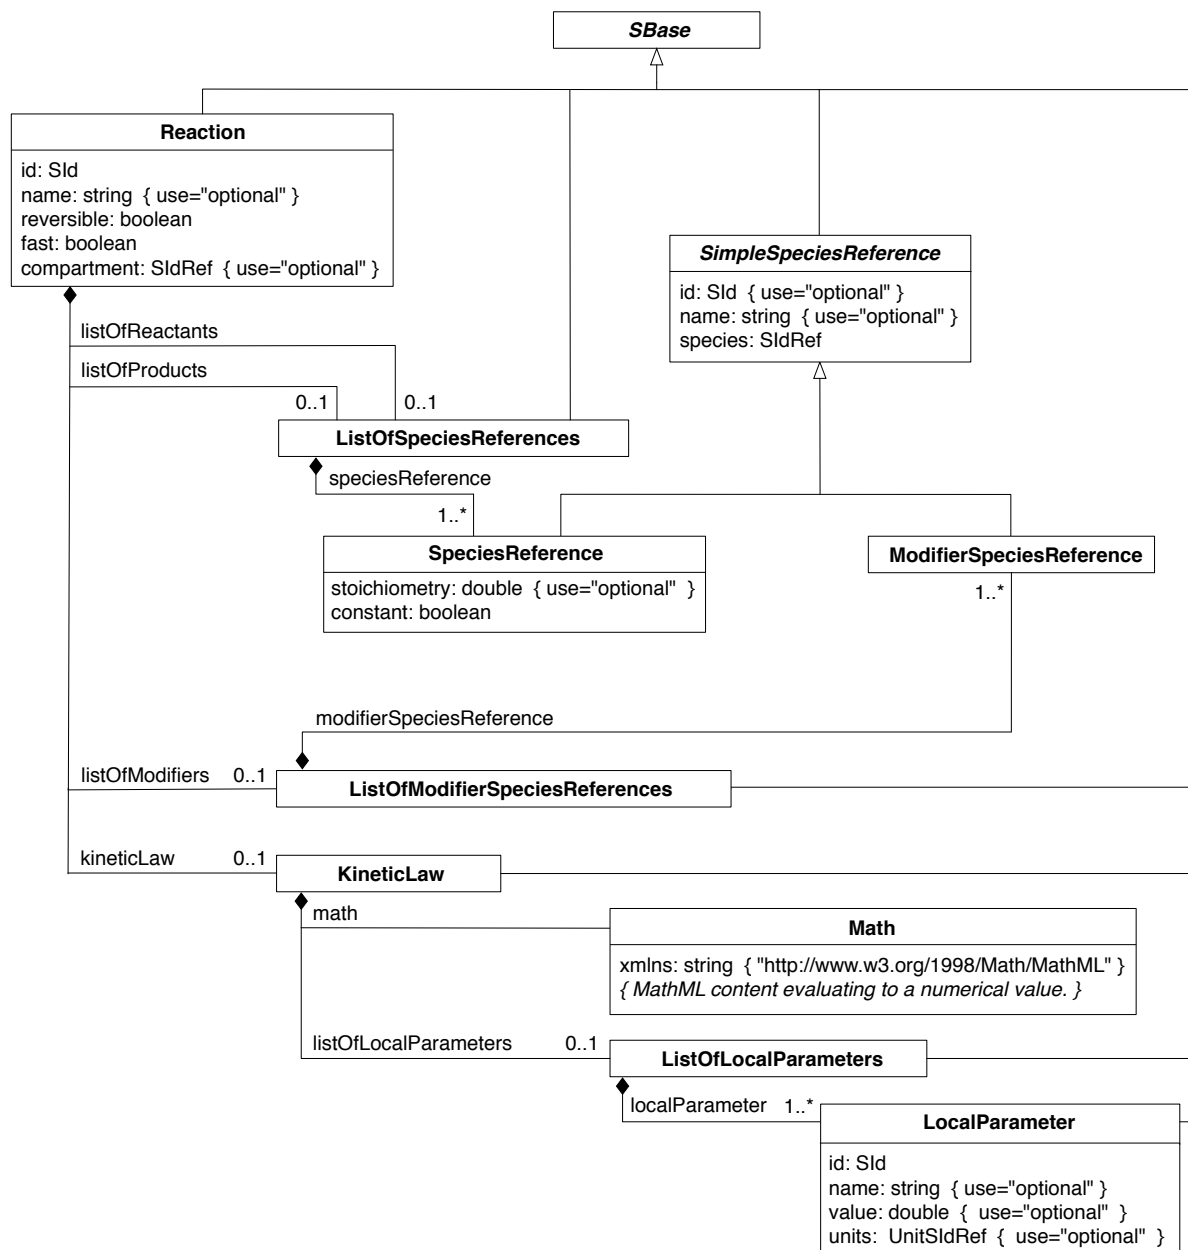 SBase
Reaction
id: SId
name: string { use="optional" }
reversible: boolean
fast: boolean
compartment: SIdRef { use="optional" }
SimpleSpeciesReference
id: SId { use="optional" }
name: string { use="optional" }
species: SIdRef
listOfReactants
listOfProducts
0..1 0..1
ListOfSpeciesReferences
speciesReference
1..*
SpeciesReference
stoichiometry: double { use="optional" }
constant: boolean
ModifierSpeciesReference
1..*
modifierSpeciesReference
listOfModifiers 0..1
ListOfModifierSpeciesReferences
kineticLaw 0..1
KineticLaw
math
Math
xmlns: string { "http://www.w3.org/1998/Math/MathML" }
{ MathML content evaluating to a numerical value. }
listOfLocalParameters 0..1
ListOfLocalParameters
localParameter 1..*
LocalParameter
id: SId
name: string { use="optional" }
value: double { use="optional" }
units: UnitSIdRef { use="optional" }